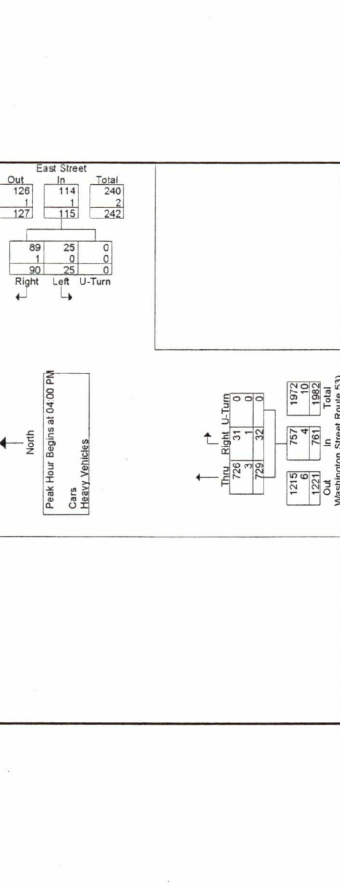 East Street
Out In Total
126 114 240
1 1 2
127 115 242
89 25 0
1 0 0
90 25 0
Right Left U-Turn
North
Peak Hour Begins at 04:00 PM
Cars
Heavy Vehicles
Thru Right U-Turn
726 31 0
3 1 0
729 32 0
1215 757 1972
6 4 10
1221 761 1982
Out In Total
Washington Street Route 53)